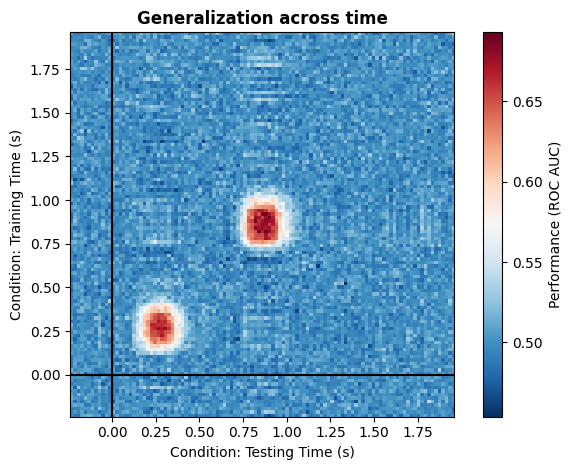 Generalization across time
Condition: Training Time (s)
1.75
1.50
1.25
1.00
0.75
0.50
0.25
0.00
0.00 0.25 0.50 0.75 1.00 1.25 1.50 1.75
Condition: Testing Time (s)
0.65
0.60
0.55
0.50
Performance (ROC AUC)